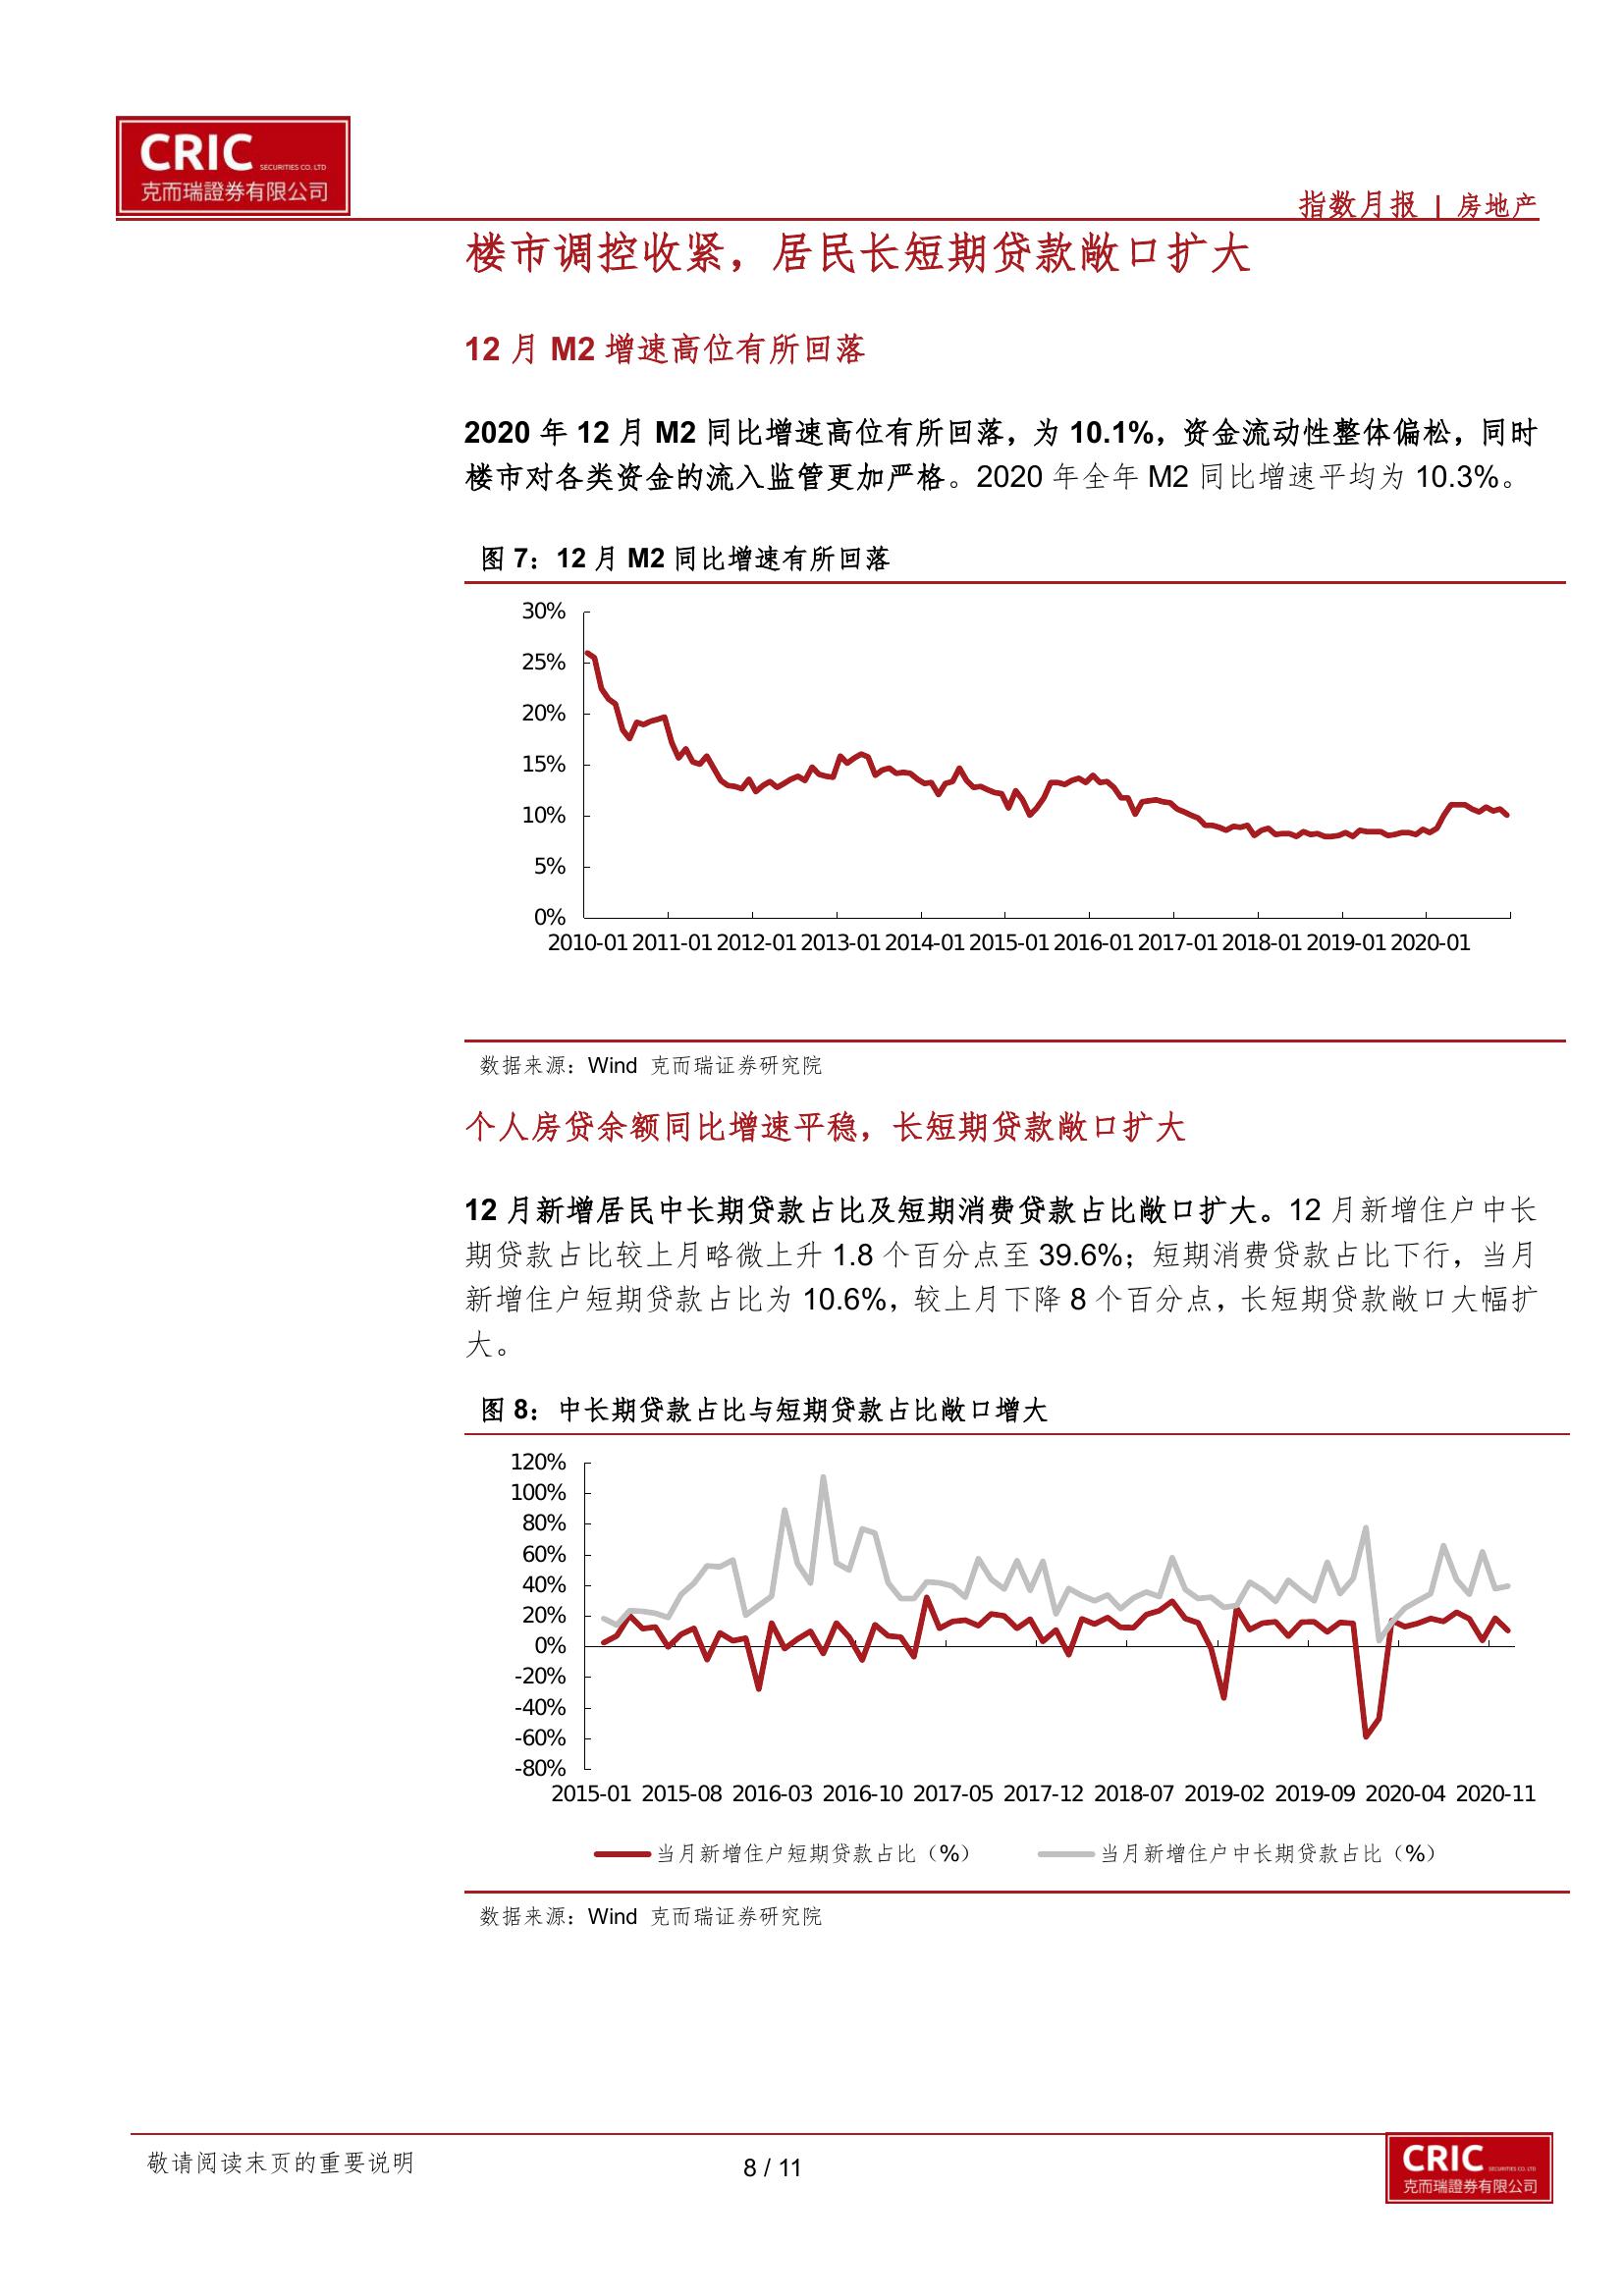 CRIC SECURITIES CO. LTD
克而瑞證券有限公司
指数月报 | 房地产
楼市调控收紧，居民长短期贷款敞口扩大
12 月 M2 增速高位有所回落
2020 年 12 月 M2 同比增速高位有所回落，为 10.1%，资金流动性整体偏松，同时
楼市对各类资金的流入监管更加严格。2020 年全年 M2 同比增速平均为 10.3%。
图 7：12 月 M2 同比增速有所回落
30%
25%
20%
15%
10%
5%
0%
2010-01 2011-01 2012-01 2013-01 2014-01 2015-01 2016-01 2017-01 2018-01 2019-01 2020-01
数据来源：Wind 克而瑞证券研究院
个人房贷余额同比增速平稳，长短期贷款敞口扩大
12 月新增居民中长期贷款占比及短期消费贷款占比敞口扩大。12 月新增住户中长
期贷款占比较上月略微上升 1.8 个百分点至 39.6%；短期消费贷款占比下行，当月
新增住户短期贷款占比为 10.6%，较上月下降 8 个百分点，长短期贷款敞口大幅扩
大。
图 8：中长期贷款占比与短期贷款占比敞口增大
120%
100%
80%
60%
40%
20%
0%
-20%
-40%
-60%
-80%
2015-01 2015-08 2016-03 2016-10 2017-05 2017-12 2018-07 2019-02 2019-09 2020-04 2020-11
当月新增住户短期贷款占比（%） 当月新增住户中长期贷款占比（%）
数据来源：Wind 克而瑞证券研究院
敬请阅读末页的重要说明
8 / 11
CRIC SECURITIES CO. LTD
克而瑞證券有限公司